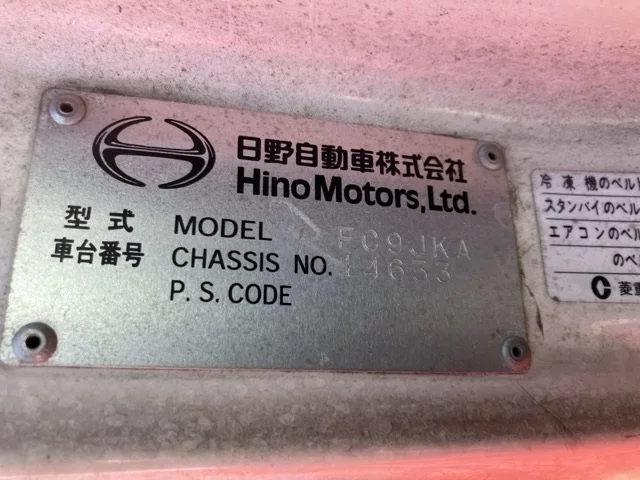 日野自動車株式会社
Hino Motors, Ltd.
型式 MODEL FC9JKA
車台番号 CHASSIS NO. 14653
P. S. CODE
冷凍機のベル
スタンバイのベル
エアコンのベル
のベ
菱重